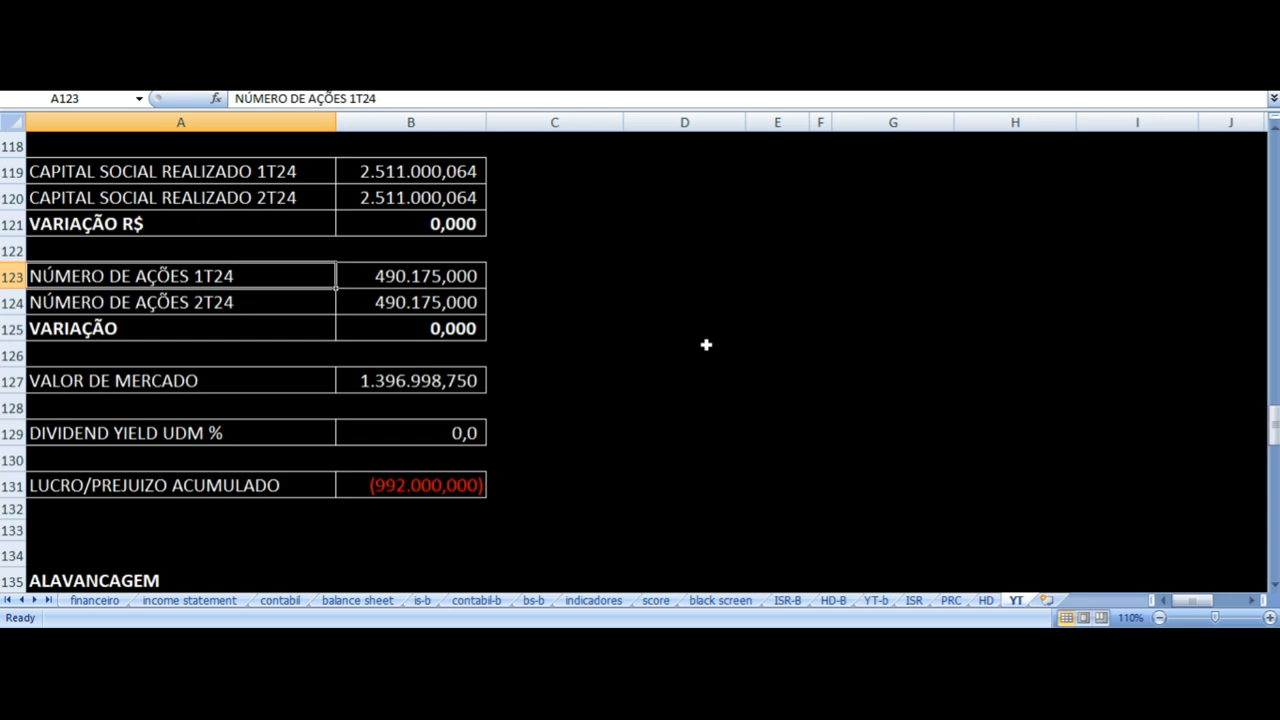 A123 fx NÚMERO DE AÇÕES 1T24
A B C D E F G H I J
118
119 CAPITAL SOCIAL REALIZADO 1T24 2.511.000,064
120 CAPITAL SOCIAL REALIZADO 2T24 2.511.000,064
121 VARIAÇÃO R$ 0,000
122
123 NÚMERO DE AÇÕES 1T24 490.175,000
124 NÚMERO DE AÇÕES 2T24 490.175,000
125 VARIAÇÃO 0,000
126
127 VALOR DE MERCADO 1.396.998,750
128
129 DIVIDEND YIELD UDM % 0,0
130
131 LUCRO/PREJUIZO ACUMULADO (992.000,000)
132
133
134
135 ALAVANCAGEM
financeiro income statement contabil balance sheet is-b contabil-b bs-b indicadores score black screen ISR-B HD-B YT-b ISR PRC HD YT
Ready 110%